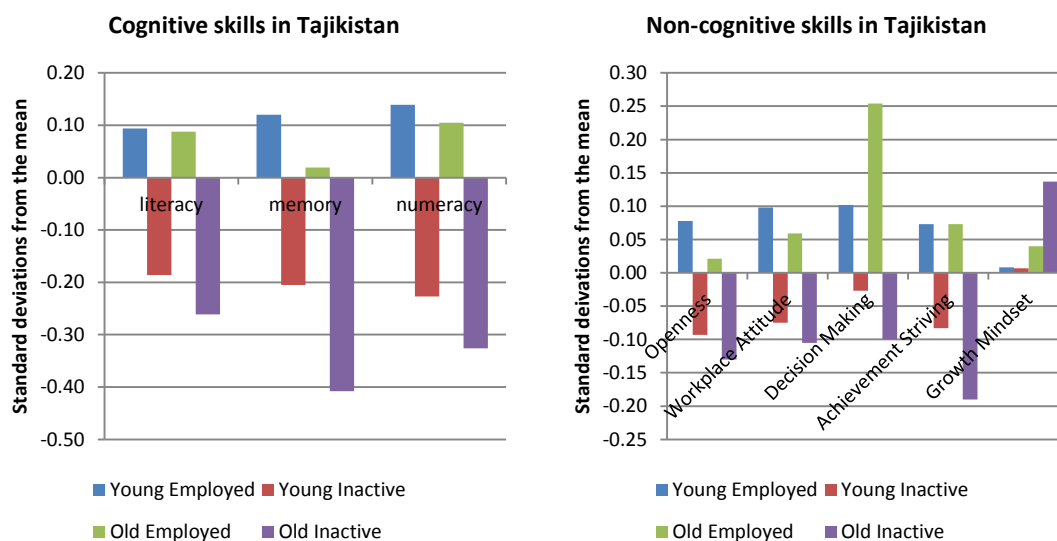 Cognitive skills in Tajikistan
Standard deviations from the mean
0.20
0.10
0.00
-0.10
-0.20
-0.30
-0.40
-0.50
literacy
memory
numeracy
Young Employed
Young Inactive
Old Employed
Old Inactive
Non-cognitive skills in Tajikistan
Standard deivations from the mean
0.30
0.25
0.20
0.15
0.10
0.05
0.00
-0.05
-0.10
-0.15
-0.20
-0.25
Openness
Workplace Attitude
Decision Making
Achievement Striving
Growth Mindset
Young Employed
Young Inactive
Old Employed
Old Inactive